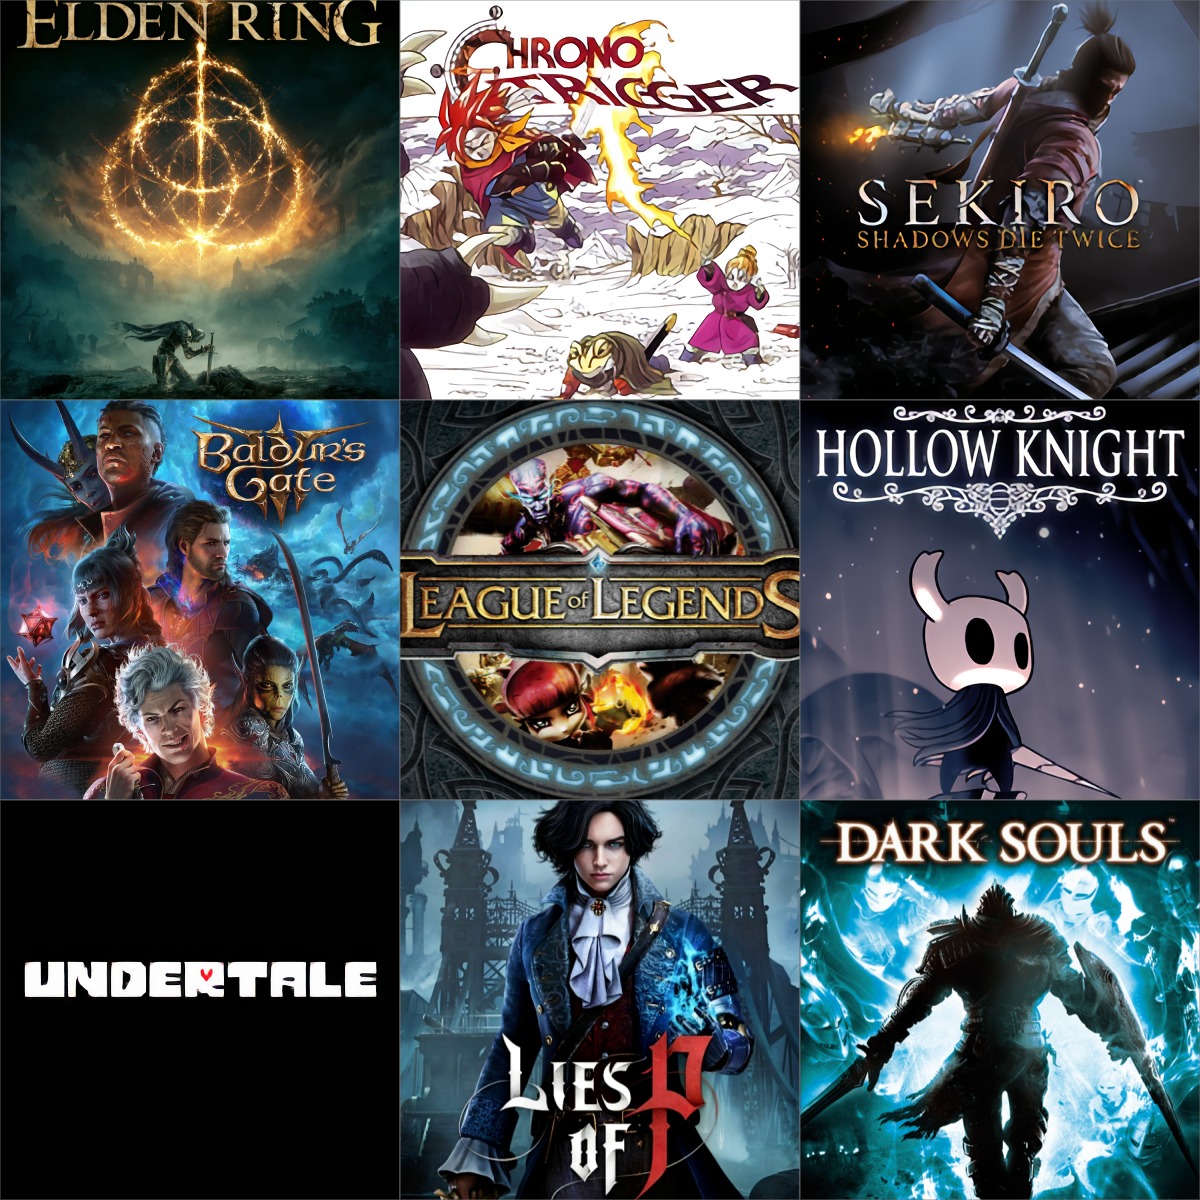 ELDEN RING
CHRONO
TRIGGER
SEKIRO
SHADOWS DIE TWICE
Baldur's
Gate
III
LEAGUE of LEGENDS
HOLLOW KNIGHT
UNDERTALE
LIES
OF P
DARK SOULS